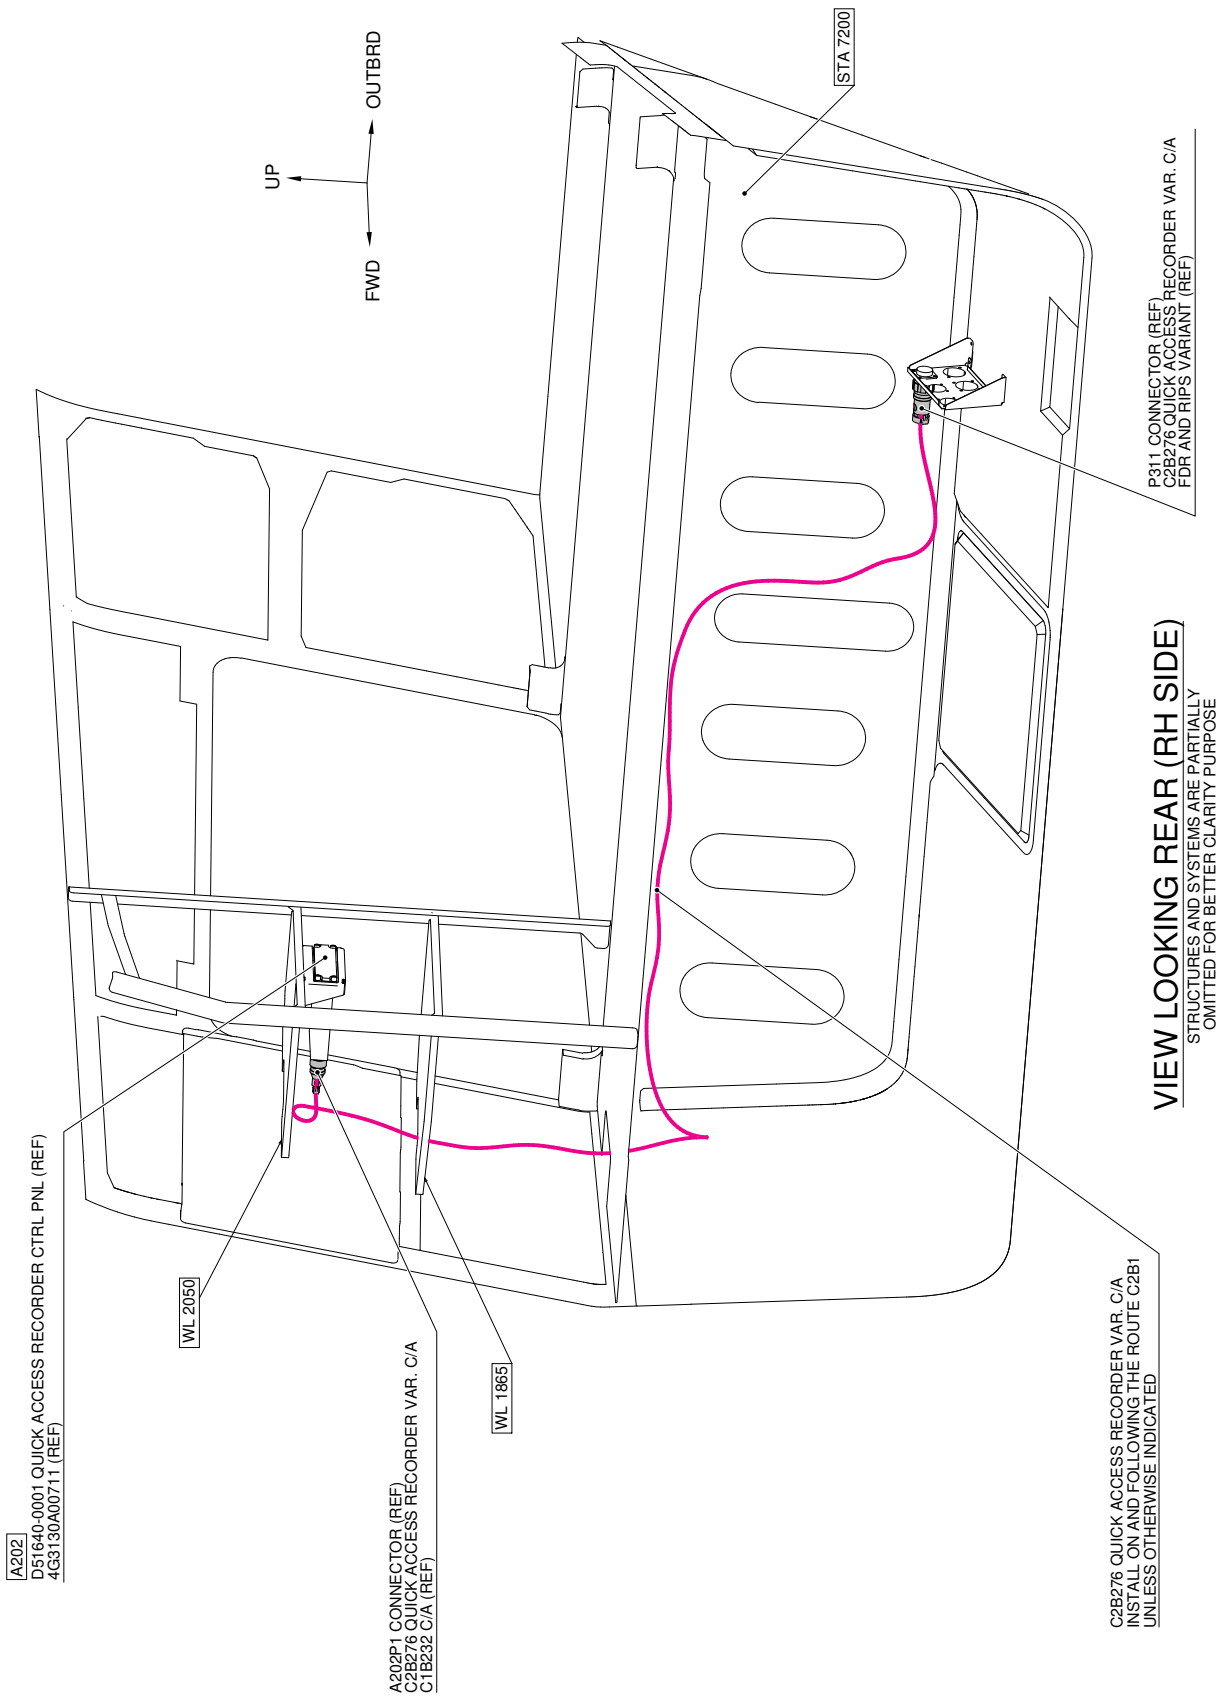 A202
D51640-0001 QUICK ACCESS RECORDER CTRL PNL (REF)
4G3130A00711 (REF)
WL 2050
A202P1 CONNECTOR (REF)
C2B276 QUICK ACCESS RECORDER VAR. C/A
C1B232 C/A (REF)
WL 1865
UP
FWD
OUTBRD
STA 7200
P311 CONNECTOR (REF)
C2B276 QUICK ACCESS RECORDER VAR. C/A
FDR AND RIPS VARIANT (REF)
C2B276 QUICK ACCESS RECORDER VAR. C/A
INSTALL ON AND FOLLOWING THE ROUTE C2B1
UNLESS OTHERWISE INDICATED
VIEW LOOKING REAR (RH SIDE)
STRUCTURES AND SYSTEMS ARE PARTIALLY
OMITTED FOR BETTER CLARITY PURPOSE